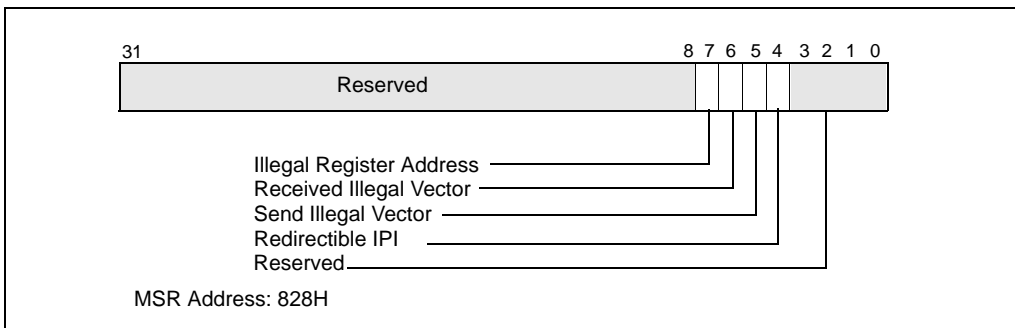 31 8 7 6 5 4 3 2 1 0
Reserved
Illegal Register Address
Received Illegal Vector
Send Illegal Vector
Redirectible IPI
Reserved
MSR Address: 828H